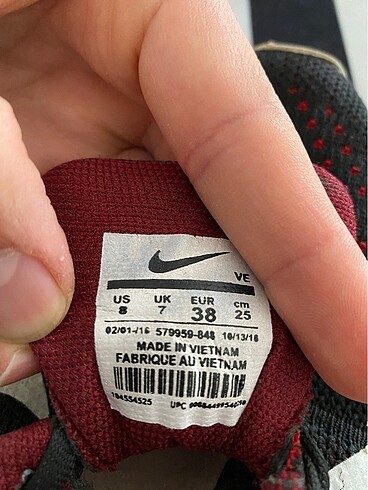 VE
US UK EUR cm
8 7 38 25
02/01-/16 579959-848 10/13/16
MADE IN VIETNAM
FABRIQUE AU VIETNAM
UPC